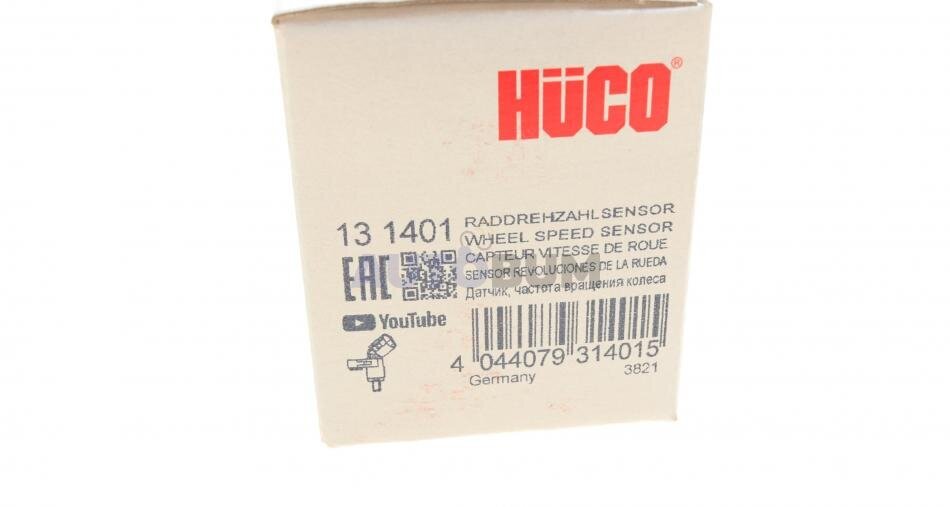 HÜCO®
13 1401
RADDREHZAHLSENSOR
WHEEL SPEED SENSOR
CAPTEUR VITESSE DE ROUE
SENSOR REVOLUCIONES DE LA RUEDA
Датчик, частота вращения колеса
EAC
YouTube
4 044079 314015
Germany
3821